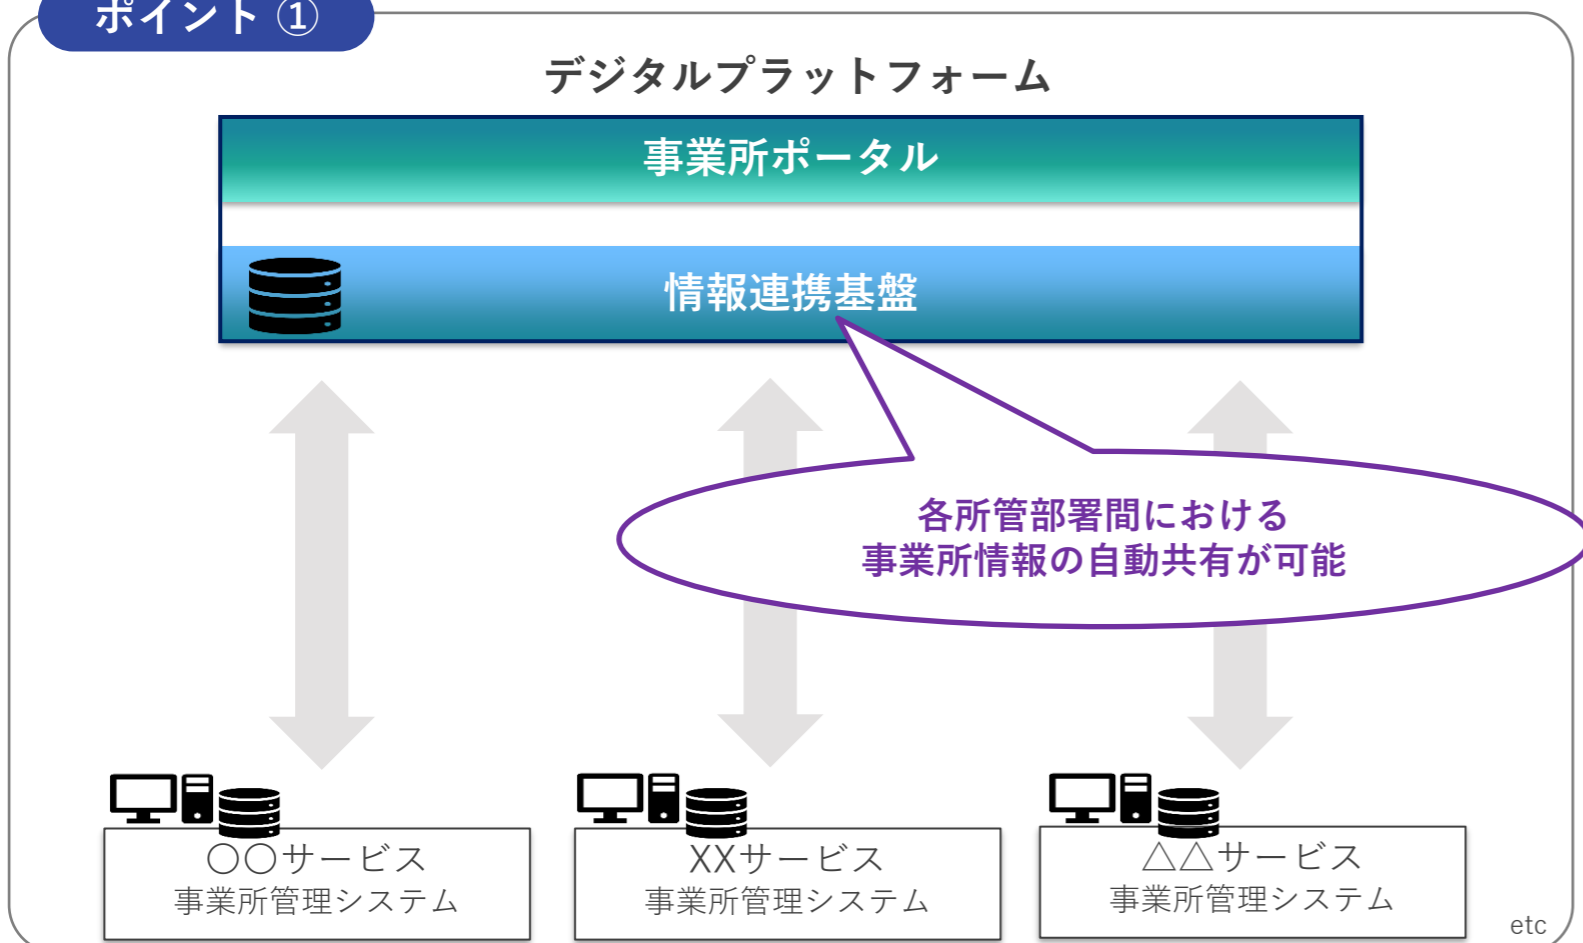 ポイント ①
デジタルプラットフォーム
事業所ポータル
情報連携基盤
各所管部署間における
事業所情報の自動共有が可能
〇〇サービス
事業所管理システム
XXサービス
事業所管理システム
△△サービス
事業所管理システム
etc